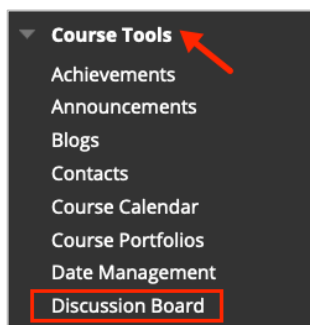 Course Tools
Achievements
Announcements
Blogs
Contacts
Course Calendar
Course Portfolios
Date Management
Discussion Board